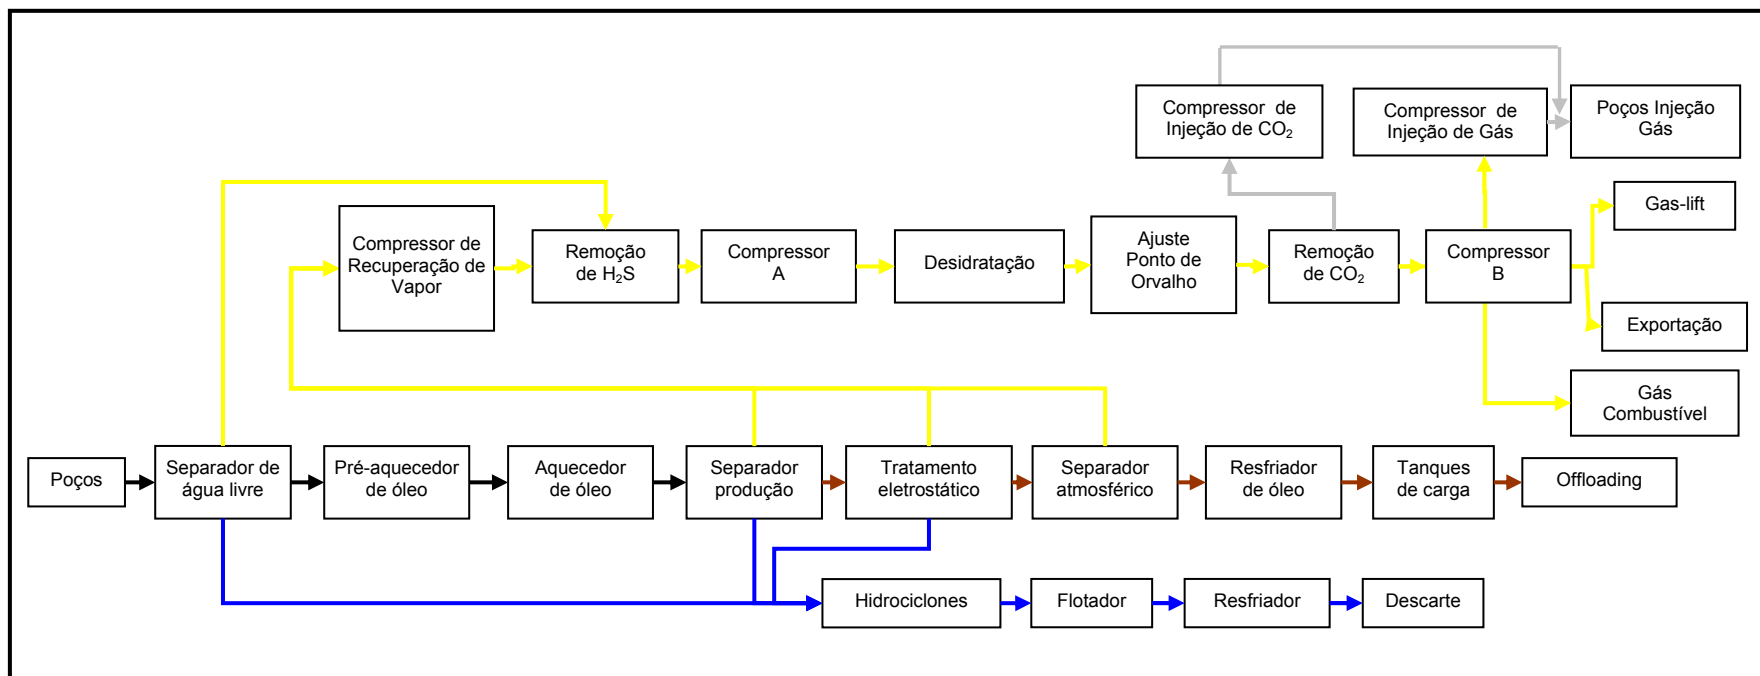 Compressor de
Injeção de CO₂
Compressor de
Injeção de Gás
Poços Injeção
Gás
Compressor de
Recuperação de
Vapor
Remoção
de H₂S
Compressor
A
Desidratação
Ajuste
Ponto de
Orvalho
Remoção
de CO₂
Compressor
B
Gas-lift
Exportação
Gás
Combustível
Poços
Separador de
água livre
Pré-aquecedor
de óleo
Aquecedor
de óleo
Separador
produção
Tratamento
eletrostático
Separador
atmosférico
Resfriador
de óleo
Tanques
de carga
Offloading
Hidrociclones
Flotador
Resfriador
Descarte